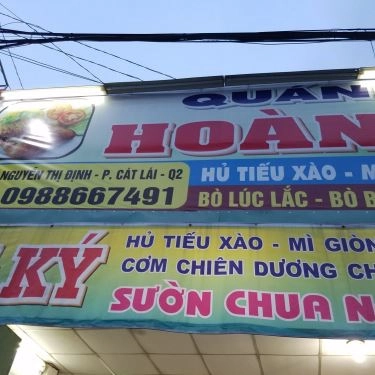 QUÁN
HOÀN
NGUYỄN THỊ ĐỊNH - P. CÁT LÁI - Q2
0988667491
HỦ TIẾU XÀO - M
BÒ LÚC LẮC - BÒ B
KÝ
HỦ TIẾU XÀO - MÌ GIÒN
CƠM CHIÊN DƯƠNG CH
SƯỜN CHUA N